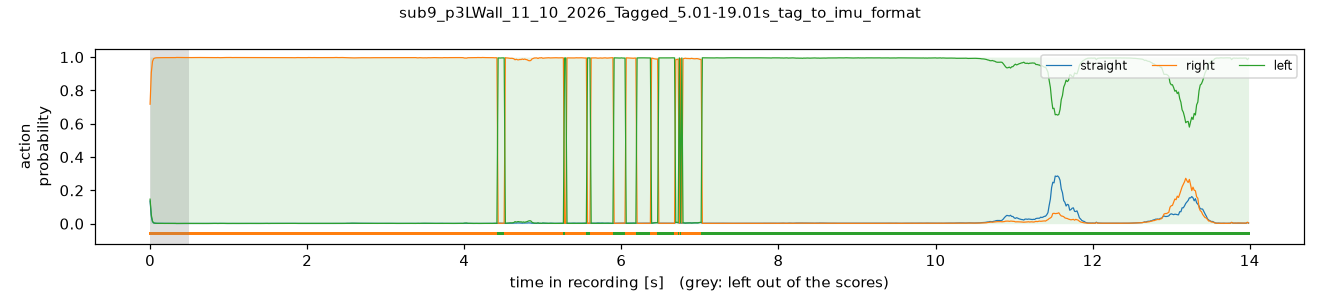 sub9_p3LWall_11_10_2026_Tagged_5.01-19.01s_tag_to_imu_format
action
probability
1.0
0.8
0.6
0.4
0.2
0.0
straight right left
0 2 4 6 8 10 12 14
time in recording [s] (grey: left out of the scores)